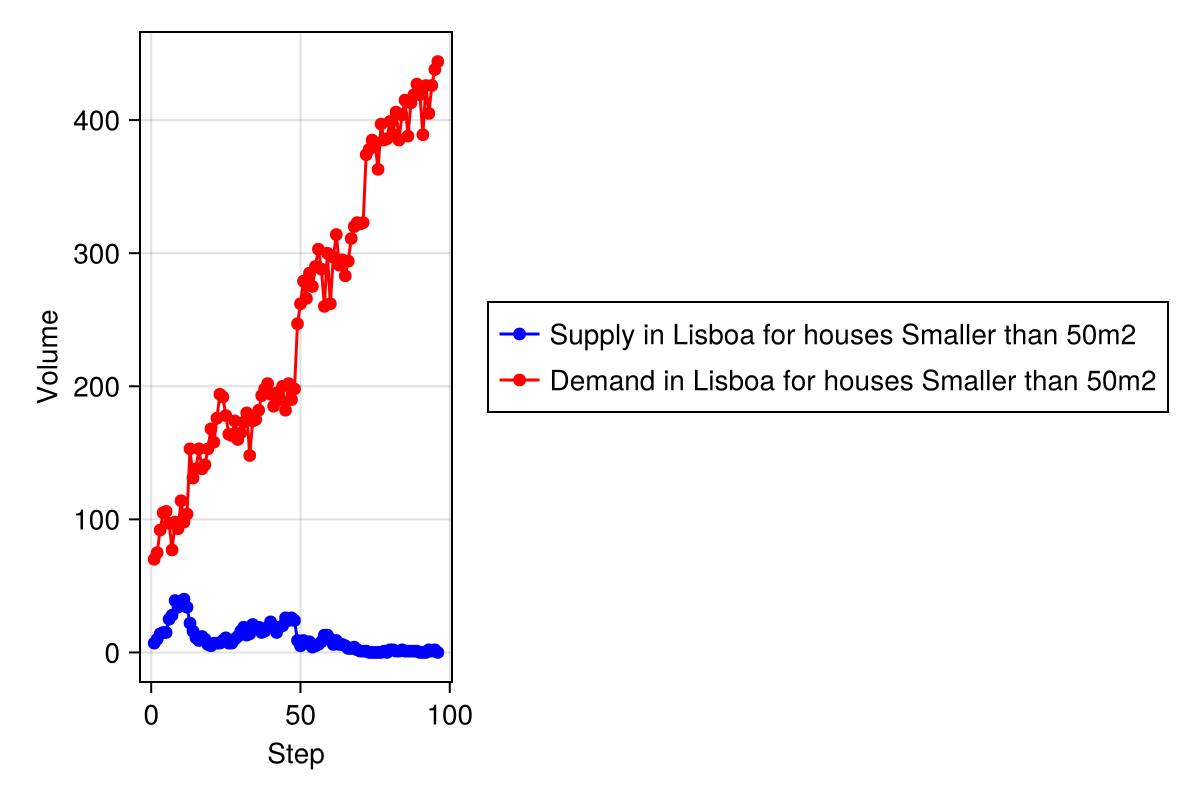 400
300
200
100
0
Volume
0 50 100
Step
Supply in Lisboa for houses Smaller than 50m2
Demand in Lisboa for houses Smaller than 50m2